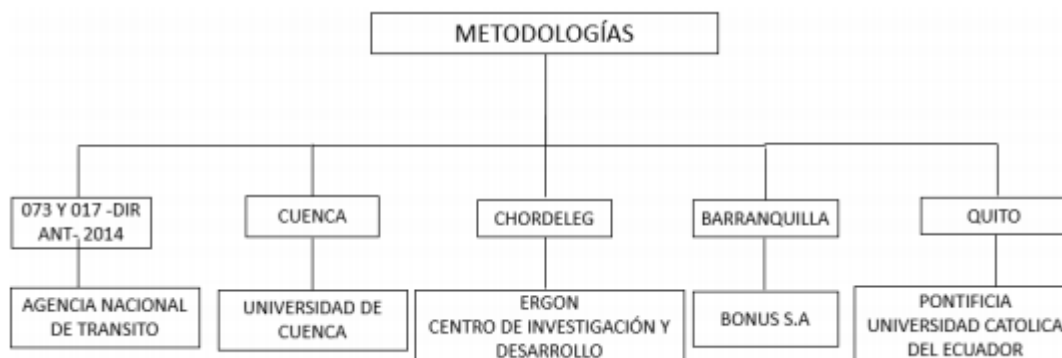 METODOLOGÍAS
073 Y 017 -DIR
ANT- 2014
CUENCA
CHORDELEG
BARRANQUILLA
QUITO
AGENCIA NACIONAL
DE TRANSITO
UNIVERSIDAD DE
CUENCA
ERGON
CENTRO DE INVESTIGACIÓN Y
DESARROLLO
BONUS S.A
PONTIFICIA
UNIVERSIDAD CATOLICA
DEL ECUADOR